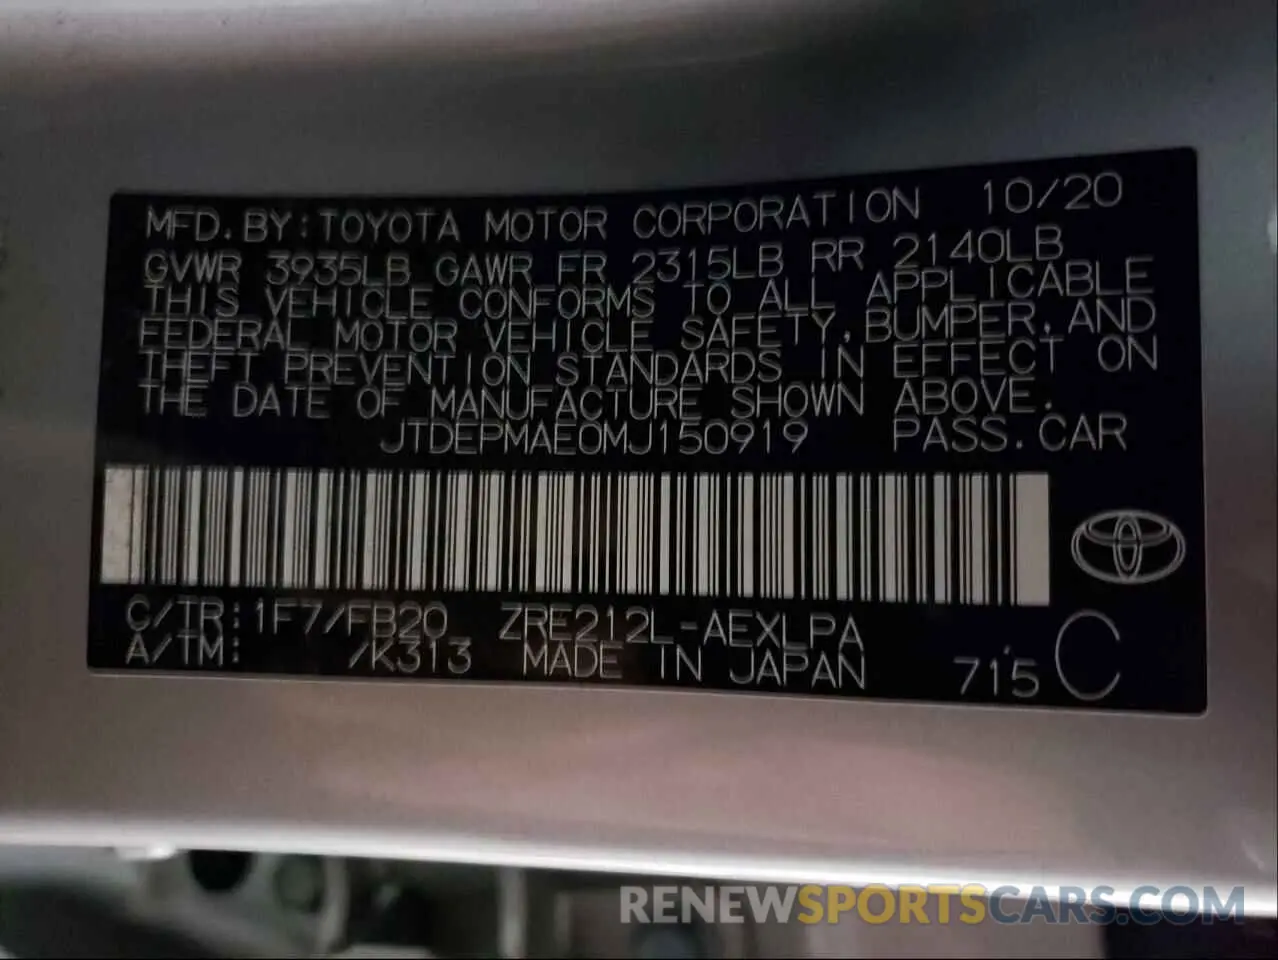 MFD. BY: TOYOTA MOTOR CORPORATION 10/20
GVWR 3935LB GAWR FR 2315LB RR 2140LB
THIS VEHICLE CONFORMS TO ALL APPLICABLE
FEDERAL MOTOR VEHICLE SAFETY, BUMPER, AND
THEFT PREVENTION STANDARDS IN EFFECT ON
THE DATE OF MANUFACTURE SHOWN ABOVE.
JTDEPMAE0MJ150919 PASS. CAR
C/TR: 1F7/FB20 ZRE212L-AEXLPA
A/TM: /K313 MADE IN JAPAN 715 C
RENEWSPORTSCARS.COM